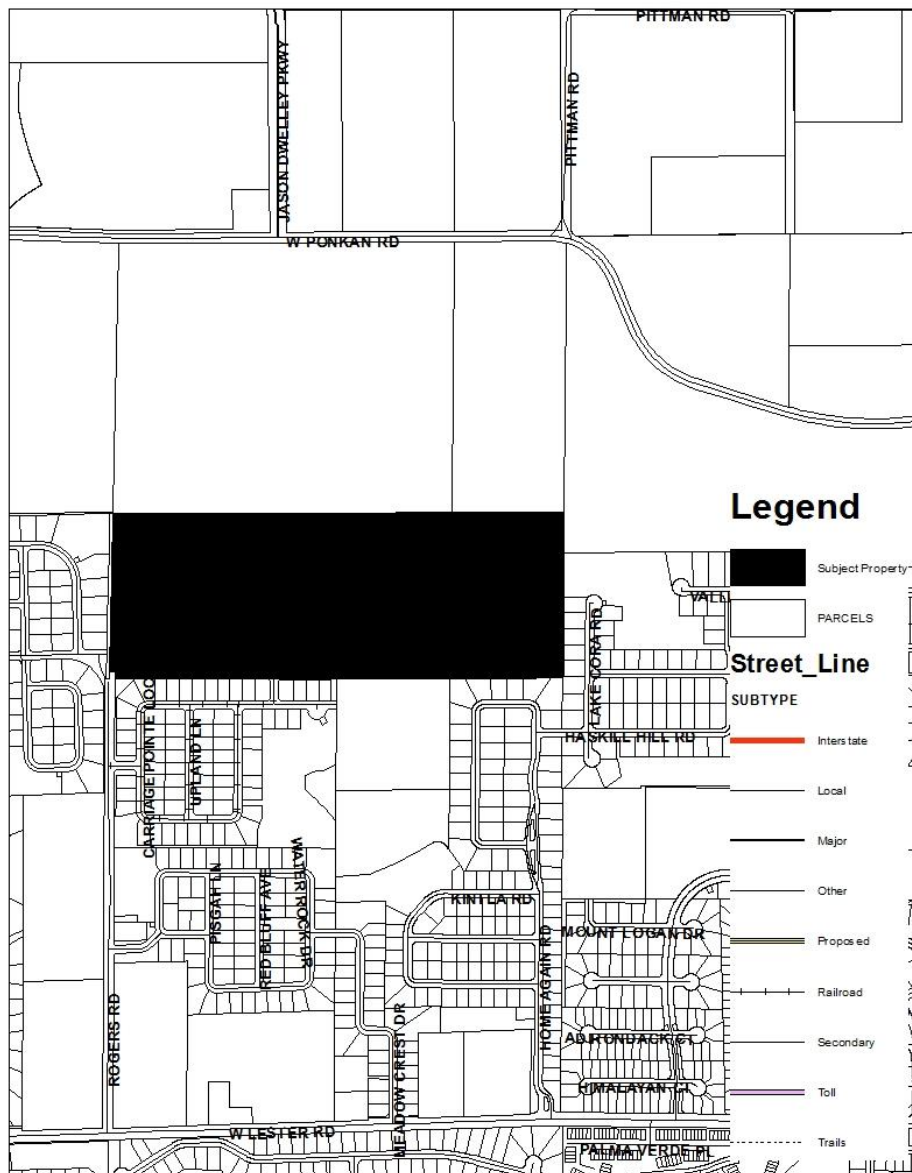 PITTMAN RD
JASON DWELLEY PKWY
PITTMAN RD
W PONKAN RD
Legend
Subject Property
VALL
PARCELS
LAKE CORA RD
Street_Line
SUBTYPE
CARRIAGE POINTE LOO
UPLAND LN
HASKILL HILL RD
Interstate
Local
Major
WATER ROCK DR
PISGAH LN
RED BLUFF AVE
KINTLA RD
Other
MOUNT LOGAN DR
Proposed
HOME AGAIN RD
Railroad
ROGERS RD
MEADOW CREST DR
ADIRONDACK CT
Secondary
HIMALAYAN CT
Toll
W LESTER RD
PALMA VERDE PL
Trails